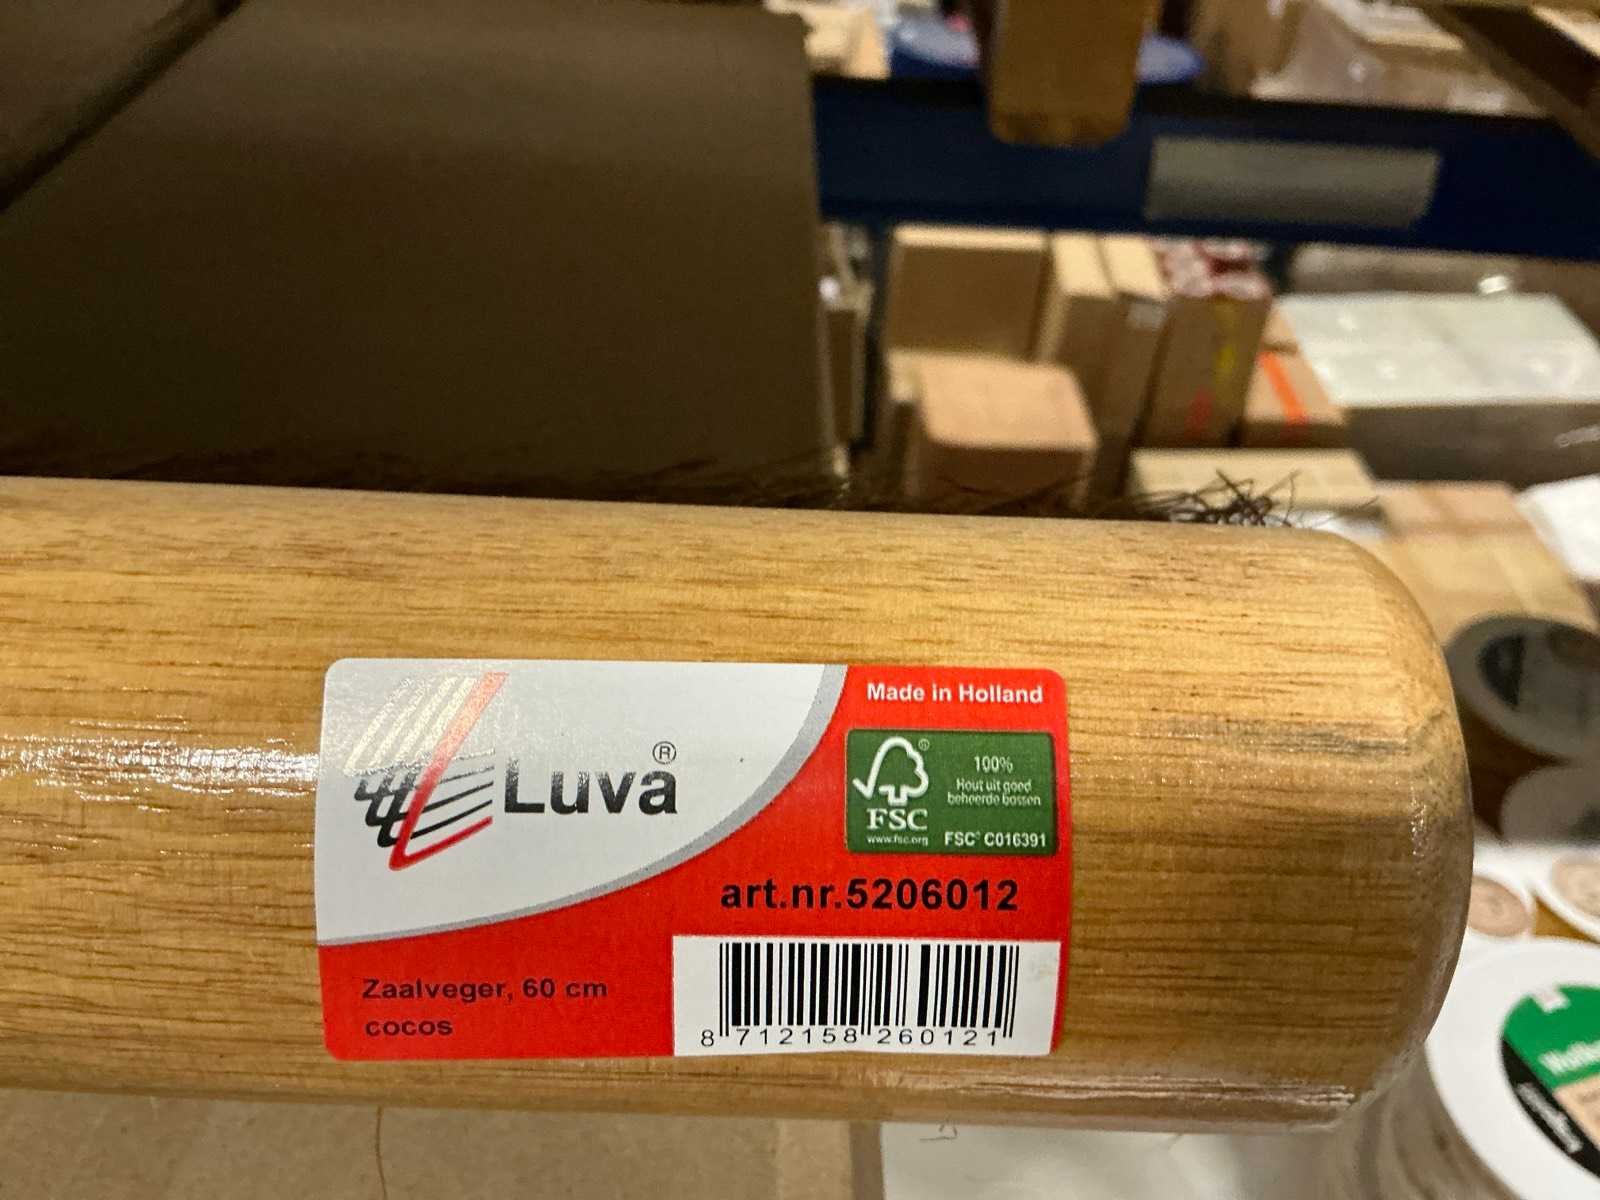 Luva®
Made in Holland
100%
Hout uit goed
beheerde bossen
FSC®
www.fsc.org FSC® C016391
art.nr.5206012
Zaalveger, 60 cm
cocos
8 712158 260121